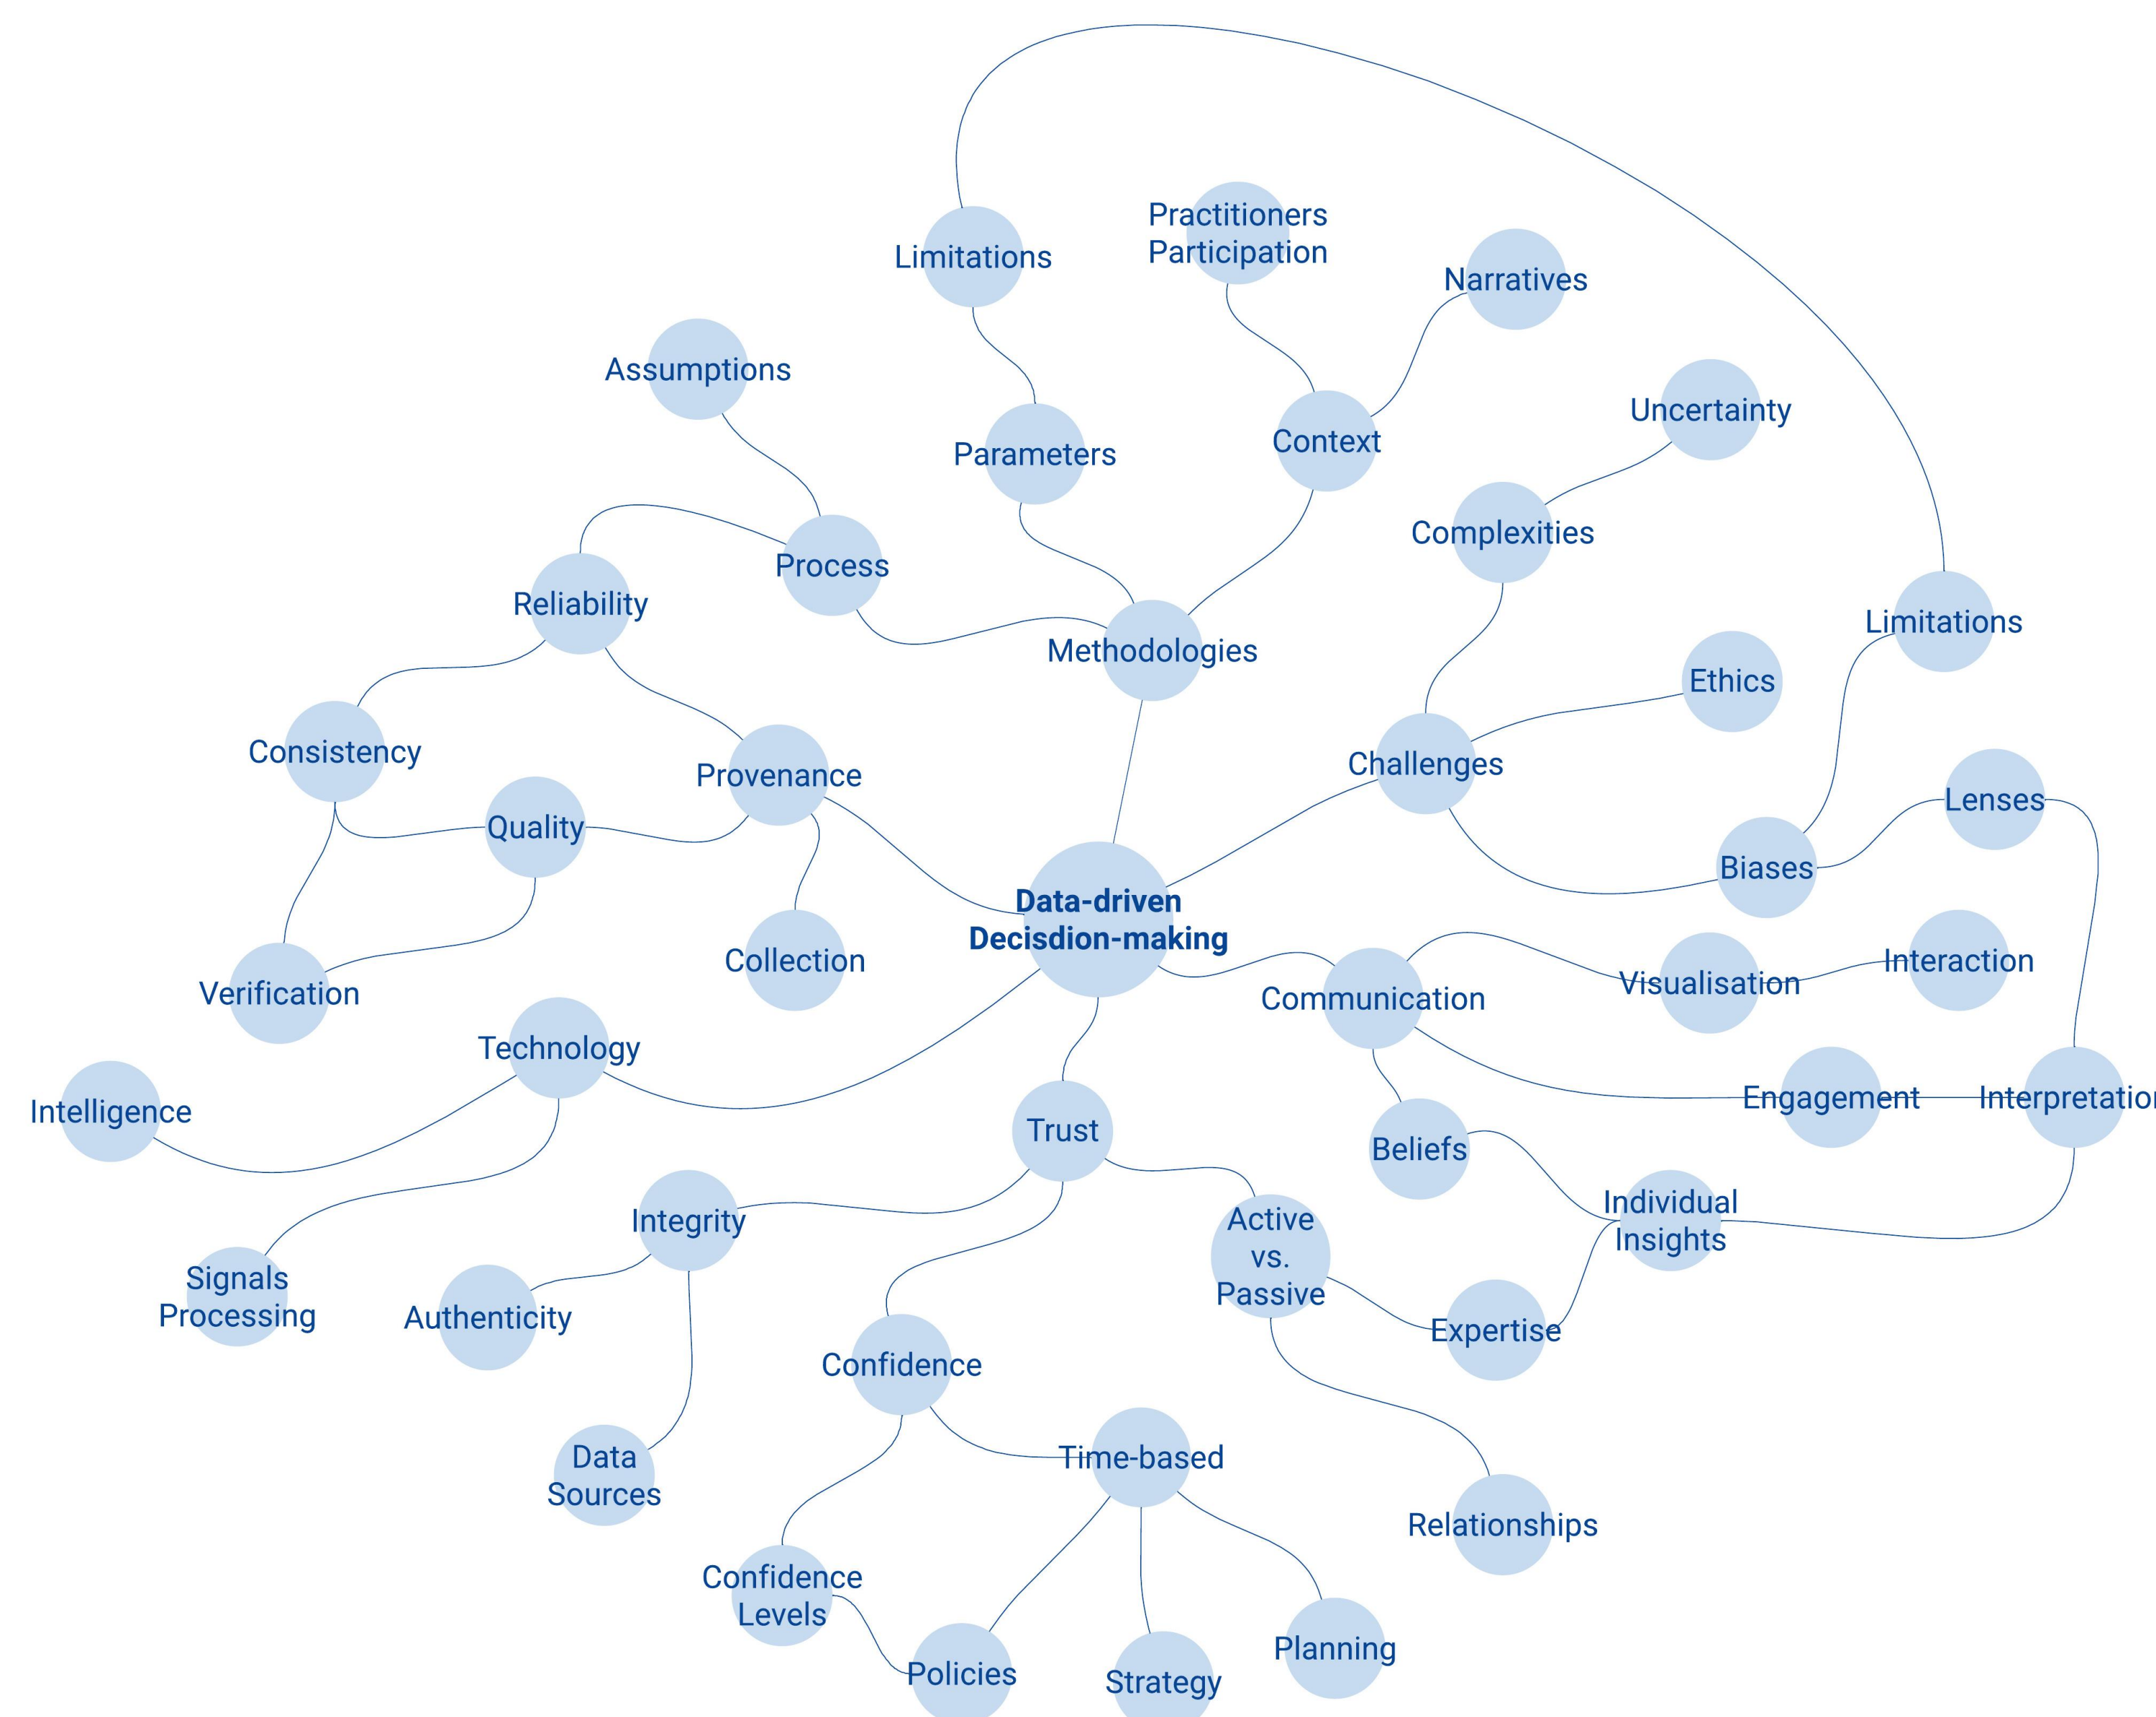 Practitioners
Participation
Limitations
Narratives
Assumptions
Uncertainty
Context
Parameters
Complexities
Process
Reliability
Limitations
Methodologies
Ethics
Consistency
Challenges
Provenance
Lenses
Quality
Biases
Data-driven
Decisdion-making
Collection
Interaction
Visualisation
Verification
Communication
Technology
Intelligence
Engagement
Interpretation
Trust
Beliefs
Individual
Insights
Integrity
Active
vs.
Passive
Signals
Processing
Authenticity
Expertise
Confidence
Data
Sources
Time-based
Relationships
Confidence
Levels
Planning
Policies
Strategy